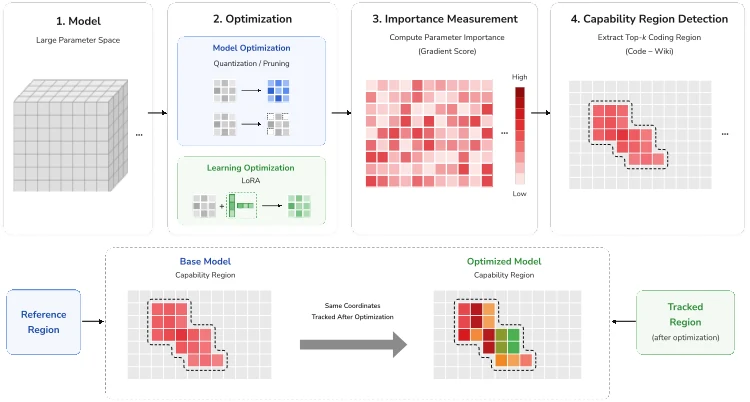 1. Model
Large Parameter Space
...
2. Optimization
Model Optimization
Quantization / Pruning
Learning Optimization
LoRA
+
3. Importance Measurement
Compute Parameter Importance
(Gradient Score)
...
High
Low
4. Capability Region Detection
Extract Top-k Coding Region
(Code – Wiki)
...
Reference
Region
Base Model
Capability Region
Same Coordinates
Tracked After Optimization
Optimized Model
Capability Region
Tracked
Region
(after optimization)